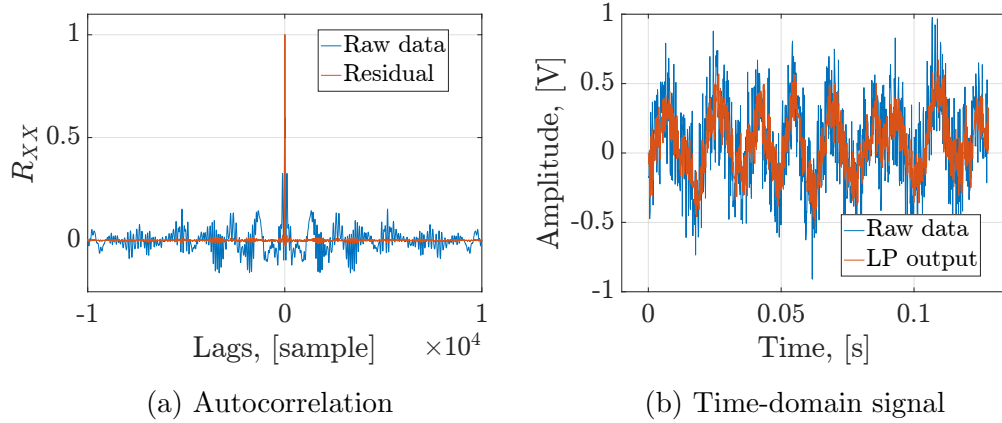 1
0.5
0
R_{XX}
Raw data
Residual
-1
0
1
Lags, [sample]
×10^4
(a) Autocorrelation
1
0.5
0
-0.5
-1
Amplitude, [V]
Raw data
LP output
0
0.05
0.1
Time, [s]
(b) Time-domain signal